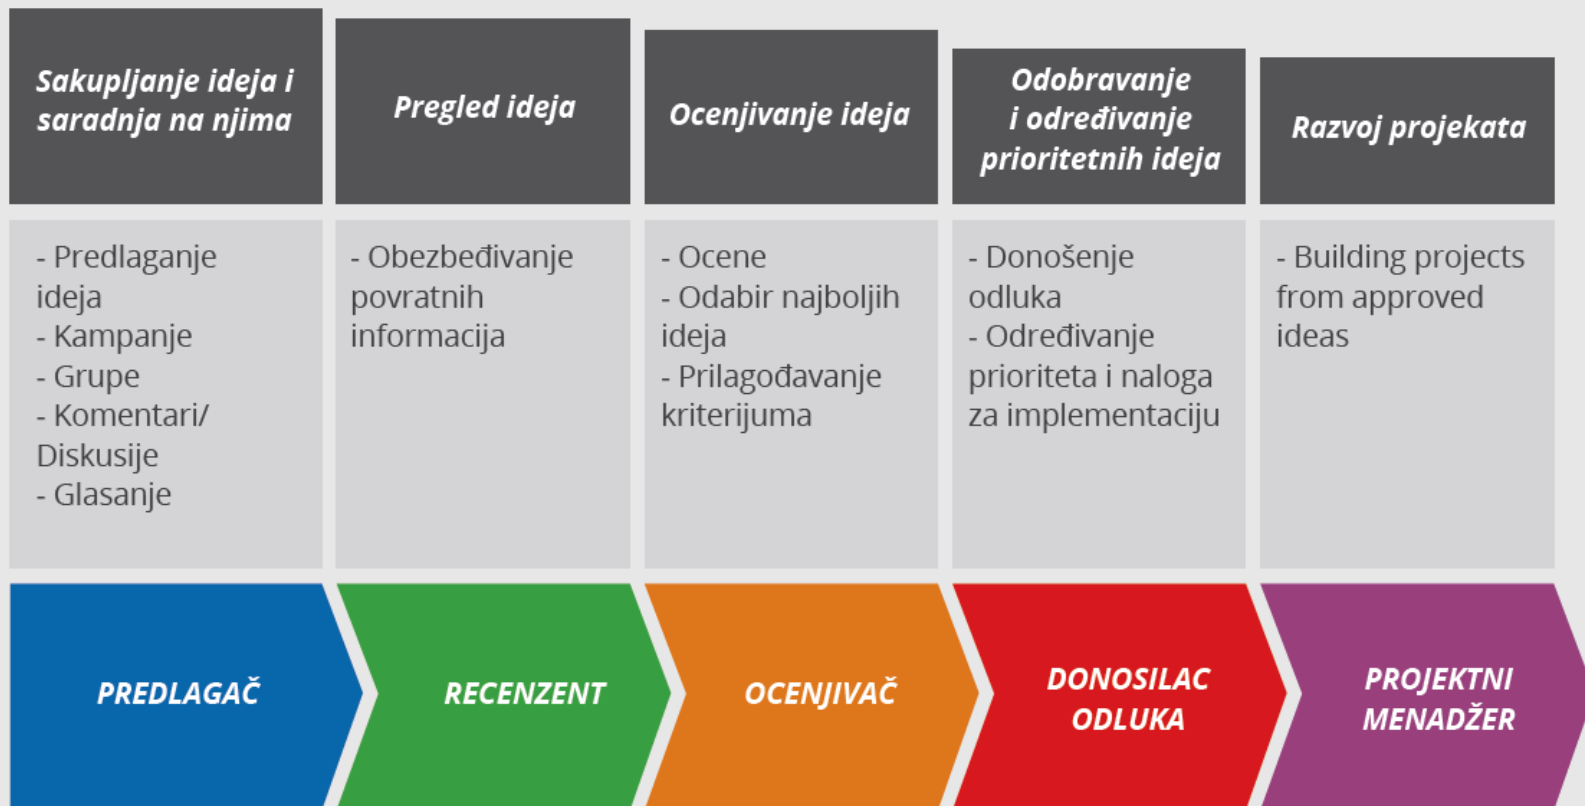 Sakupljanje ideja i
saradnja na njima
Pregled ideja
Ocenjivanje ideja
Odobravanje
i određivanje
prioritetnih ideja
Razvoj projekata
- Predlaganje
ideja
- Kampanje
- Grupe
- Komentari/
Diskusije
- Glasanje
- Obezbeđivanje
povratnih
informacija
- Ocene
- Odabir najboljih
ideja
- Prilagođavanje
kriterijuma
- Donošenje
odluka
- Određivanje
prioriteta i naloga
za implementaciju
- Building projects
from approved
ideas
PREDLAGAČ
RECENZENT
OCENJIVAČ
DONOSILAC
ODLUKA
PROJEKTNI
MENADŽER